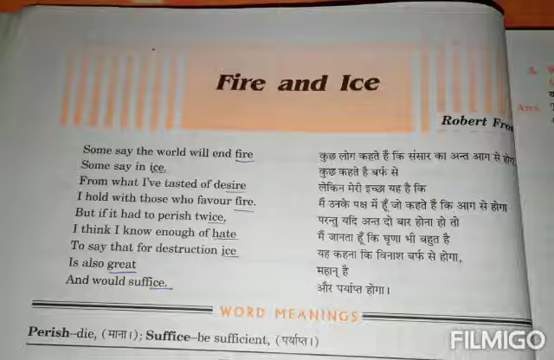 Fire and Ice
Robert
Some say the world will end fire
Some say in ice.
From what I've tasted of desire
I hold with those who favour fire.
But if it had to perish twice,
I think I know enough of hate
To say that for destruction ice
Is also great
And would suffice.
कुछ लोग कहते हैं कि संसार का अन्त आग से
कुछ कहते है बर्फ से
लेकिन मेरी इच्छा यह है कि
मैं उनके पक्ष में हूँ जो कहते हैं कि आग से होगा
परन्तु यदि अन्त दो बार होना हो तो
मैं जानता हूँ कि घृणा भी बहुत है
यह कहना कि विनाश बर्फ से होगा,
महान् है
और पर्याप्त होगा।
WORD MEANINGS
Perish–die, (माना।); Suffice–be sufficient, (पर्याप्त।)
Ans.
FILMIGO